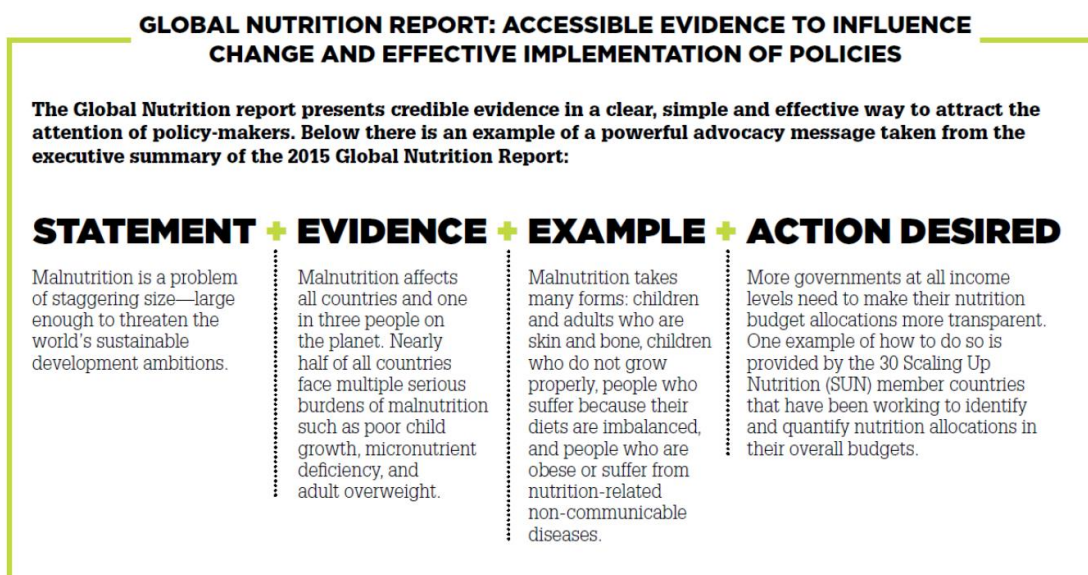 GLOBAL NUTRITION REPORT: ACCESSIBLE EVIDENCE TO INFLUENCE
CHANGE AND EFFECTIVE IMPLEMENTATION OF POLICIES
The Global Nutrition report presents credible evidence in a clear, simple and effective way to attract the
attention of policy-makers. Below there is an example of a powerful advocacy message taken from the
executive summary of the 2015 Global Nutrition Report:
STATEMENT + EVIDENCE + EXAMPLE + ACTION DESIRED
Malnutrition is a problem
of staggering size—large
enough to threaten the
world's sustainable
development ambitions.
Malnutrition affects
all countries and one
in three people on
the planet. Nearly
half of all countries
face multiple serious
burdens of malnutrition
such as poor child
growth, micronutrient
deficiency, and
adult overweight.
Malnutrition takes
many forms: children
and adults who are
skin and bone, children
who do not grow
properly, people who
suffer because their
diets are imbalanced,
and people who are
obese or suffer from
nutrition-related
non-communicable
diseases.
More governments at all income
levels need to make their nutrition
budget allocations more transparent.
One example of how to do so is
provided by the 30 Scaling Up
Nutrition (SUN) member countries
that have been working to identify
and quantify nutrition allocations in
their overall budgets.